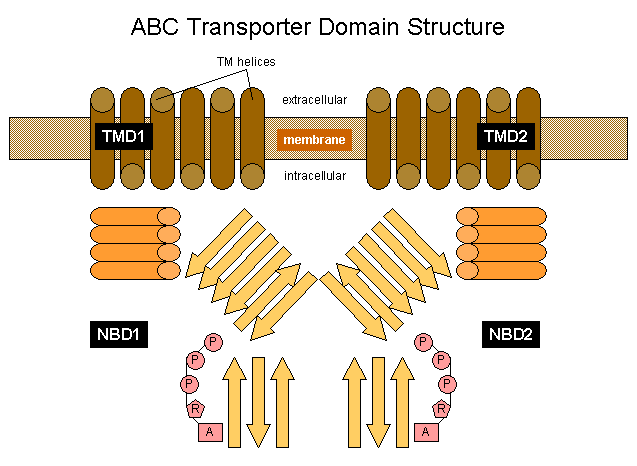 ABC Transporter Domain Structure
TM helices
extracellular
TMD1
membrane
TMD2
intracellular
NBD1
NBD2
P
P
P
R
A
P
P
P
R
A